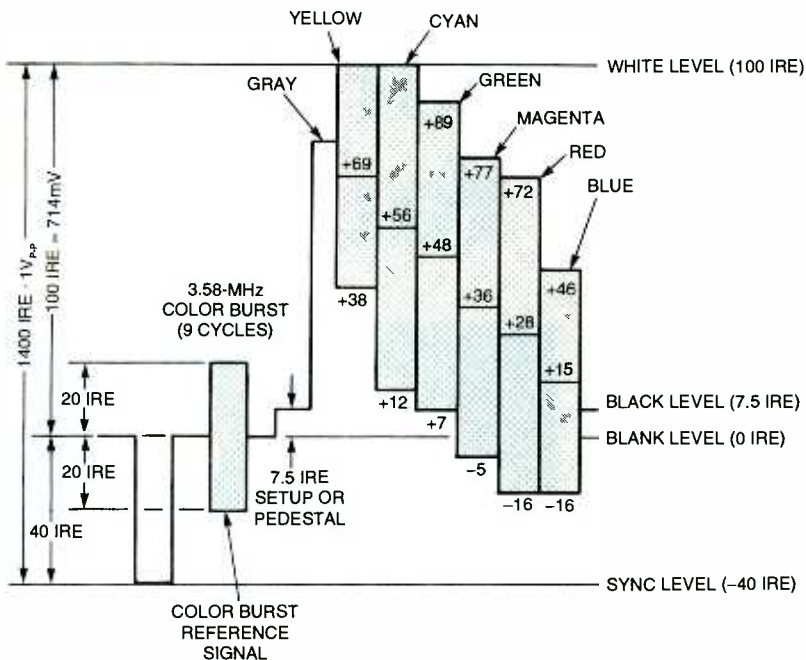 YELLOW
CYAN
WHITE LEVEL (100 IRE)
GRAY
GREEN
+89
MAGENTA
+69
+77
RED
+72
BLUE
+56
+48
1400 IRE - 1VP-P
100 IRE - 714mV
3.58-MHz
COLOR BURST
(9 CYCLES)
+38
+36
+46
+28
+15
20 IRE
+12
+7
BLACK LEVEL (7.5 IRE)
BLANK LEVEL (0 IRE)
20 IRE
40 IRE
7.5 IRE
SETUP OR
PEDESTAL
-5
-16
-16
SYNC LEVEL (-40 IRE)
COLOR BURST
REFERENCE
SIGNAL